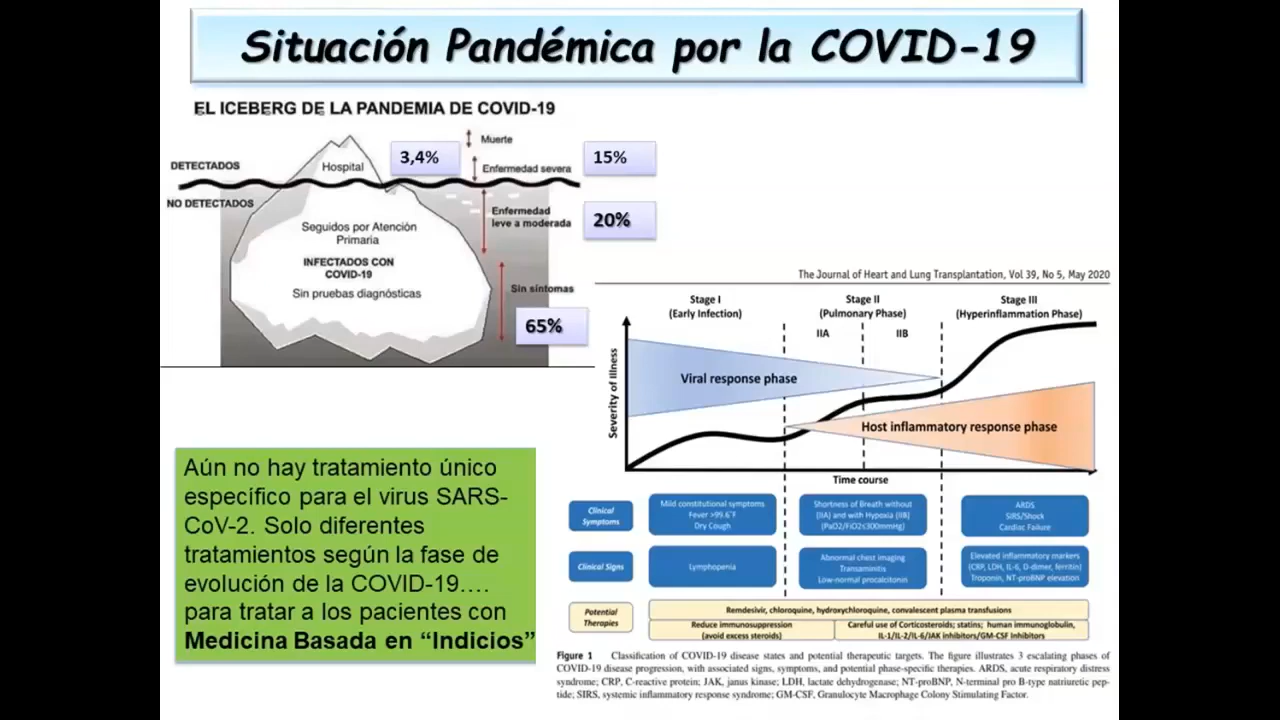 Situación Pandémica por la COVID-19
EL ICEBERG DE LA PANDEMIA DE COVID-19
Muerte
DETECTADOS
Hospital
3,4%
Enfermedad severa
15%
NO DETECTADOS
Enfermedad
leve a moderada
20%
Seguidos por Atención
Primaria
INFECTADOS CON
COVID-19
Sin pruebas diagnósticas
Sin síntomas
65%
The Journal of Heart and Lung Transplantation, Vol 39, No 5, May 2020
Stage I
(Early Infection)
Stage II
(Pulmonary Phase)
Stage III
(Hyperinflammation Phase)
IIA
IIB
Severity of Illness
Viral response phase
Host inflammatory response phase
Time course
Clinical
Symptoms
Mild constitutional symptoms
Fever >99.6°F
Dry Cough
Shortness of Breath without
(IIA) and with Hypoxia (IIB)
(PaO2/FiO2≤300mmHg)
ARDS
SIRS/Shock
Cardiac Failure
Clinical Signs
Lymphopenia
Abnormal chest imaging
Transaminitis
Low-normal procalcitonin
Elevated inflammatory markers
(CRP, LDH, IL-6, D-dimer, ferritin)
Troponin, NT-proBNP elevation
Potential
Therapies
Remdesivir, chloroquine, hydroxychloroquine, convalescent plasma transfusions
Reduce immunosuppression
(avoid excess steroids)
Careful use of Corticosteroids; statins; human immunoglobulin,
IL-1/IL-2/IL-6/JAK inhibitors/GM-CSF Inhibitors
Figure 1 Classification of COVID-19 disease states and potential therapeutic targets. The figure illustrates 3 escalating phases of
COVID-19 disease progression, with associated signs, symptoms, and potential phase-specific therapies. ARDS, acute respiratory distress
syndrome; CRP, C-reactive protein; JAK, janus kinase; LDH, lactate dehydrogenase; NT-proBNP, N-terminal pro B-type natriuretic pep-
tide; SIRS, systemic inflammatory response syndrome; GM-CSF, Granulocyte Macrophage Colony Stimulating Factor.
Aún no hay tratamiento único
específico para el virus SARS-
CoV-2. Solo diferentes
tratamientos según la fase de
evolución de la COVID-19....
para tratar a los pacientes con
Medicina Basada en “Indicios”